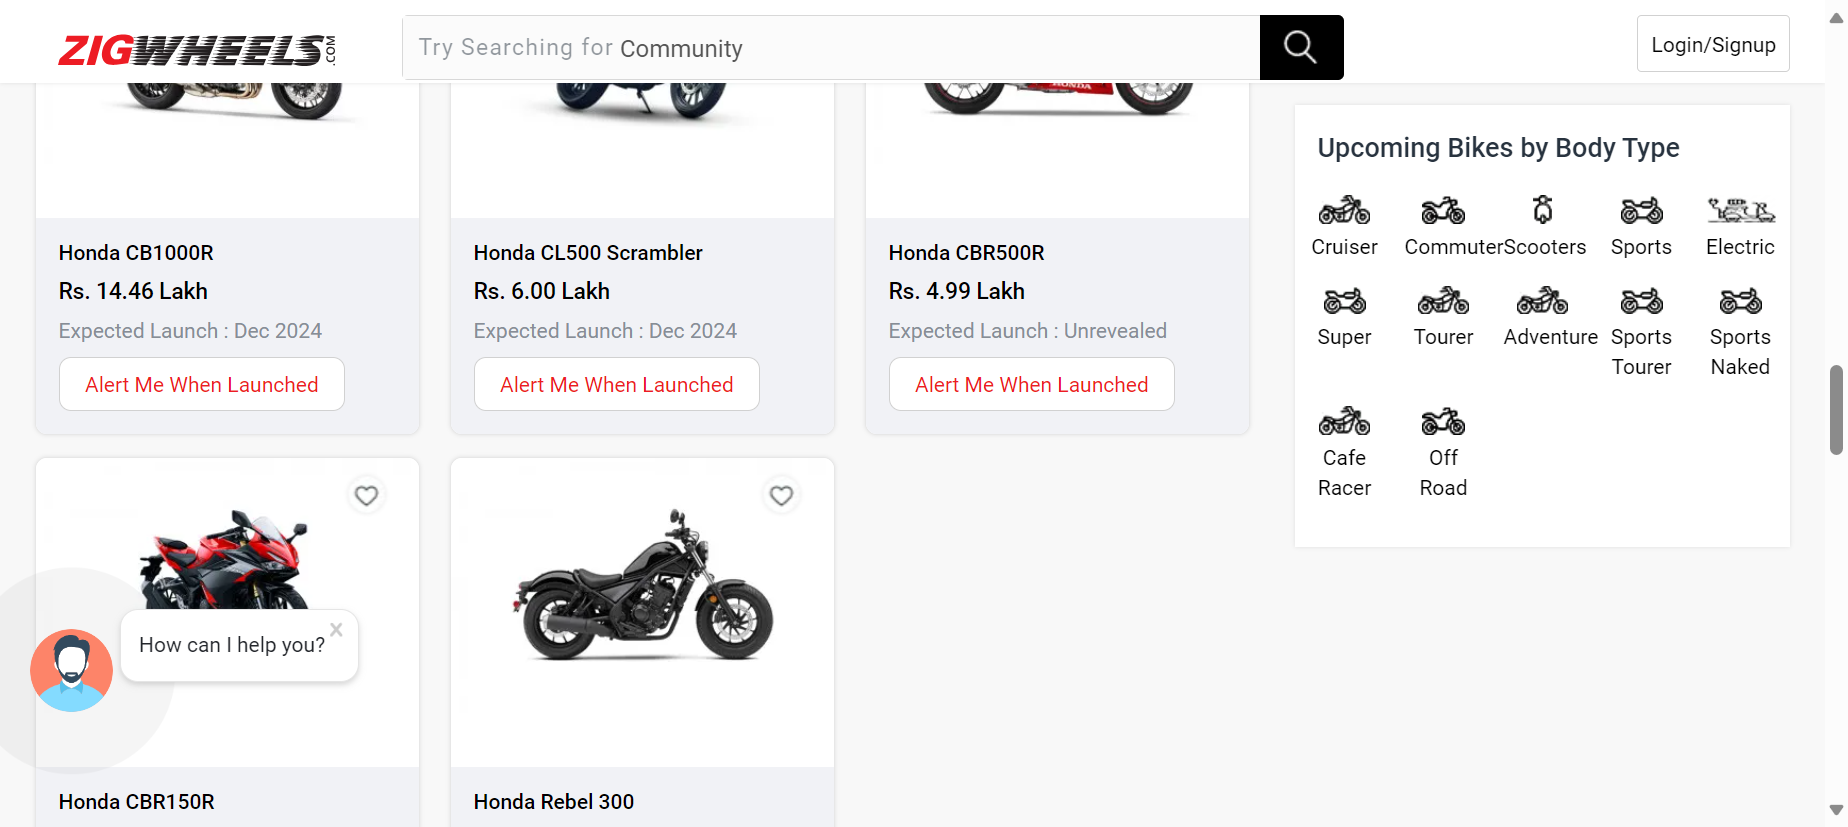 ZIGWHEELS.COM
Try Searching for Community
Login/Signup
HONDA
Honda CB1000R
Rs. 14.46 Lakh
Expected Launch : Dec 2024
Alert Me When Launched
Honda CL500 Scrambler
Rs. 6.00 Lakh
Expected Launch : Dec 2024
Alert Me When Launched
Honda CBR500R
Rs. 4.99 Lakh
Expected Launch : Unrevealed
Alert Me When Launched
Upcoming Bikes by Body Type
Cruiser
Commuter
Scooters
Sports
Electric
Super
Tourer
Adventure
Sports
Tourer
Sports
Naked
Cafe
Racer
Off
Road
How can I help you?
Honda CBR150R
Honda Rebel 300